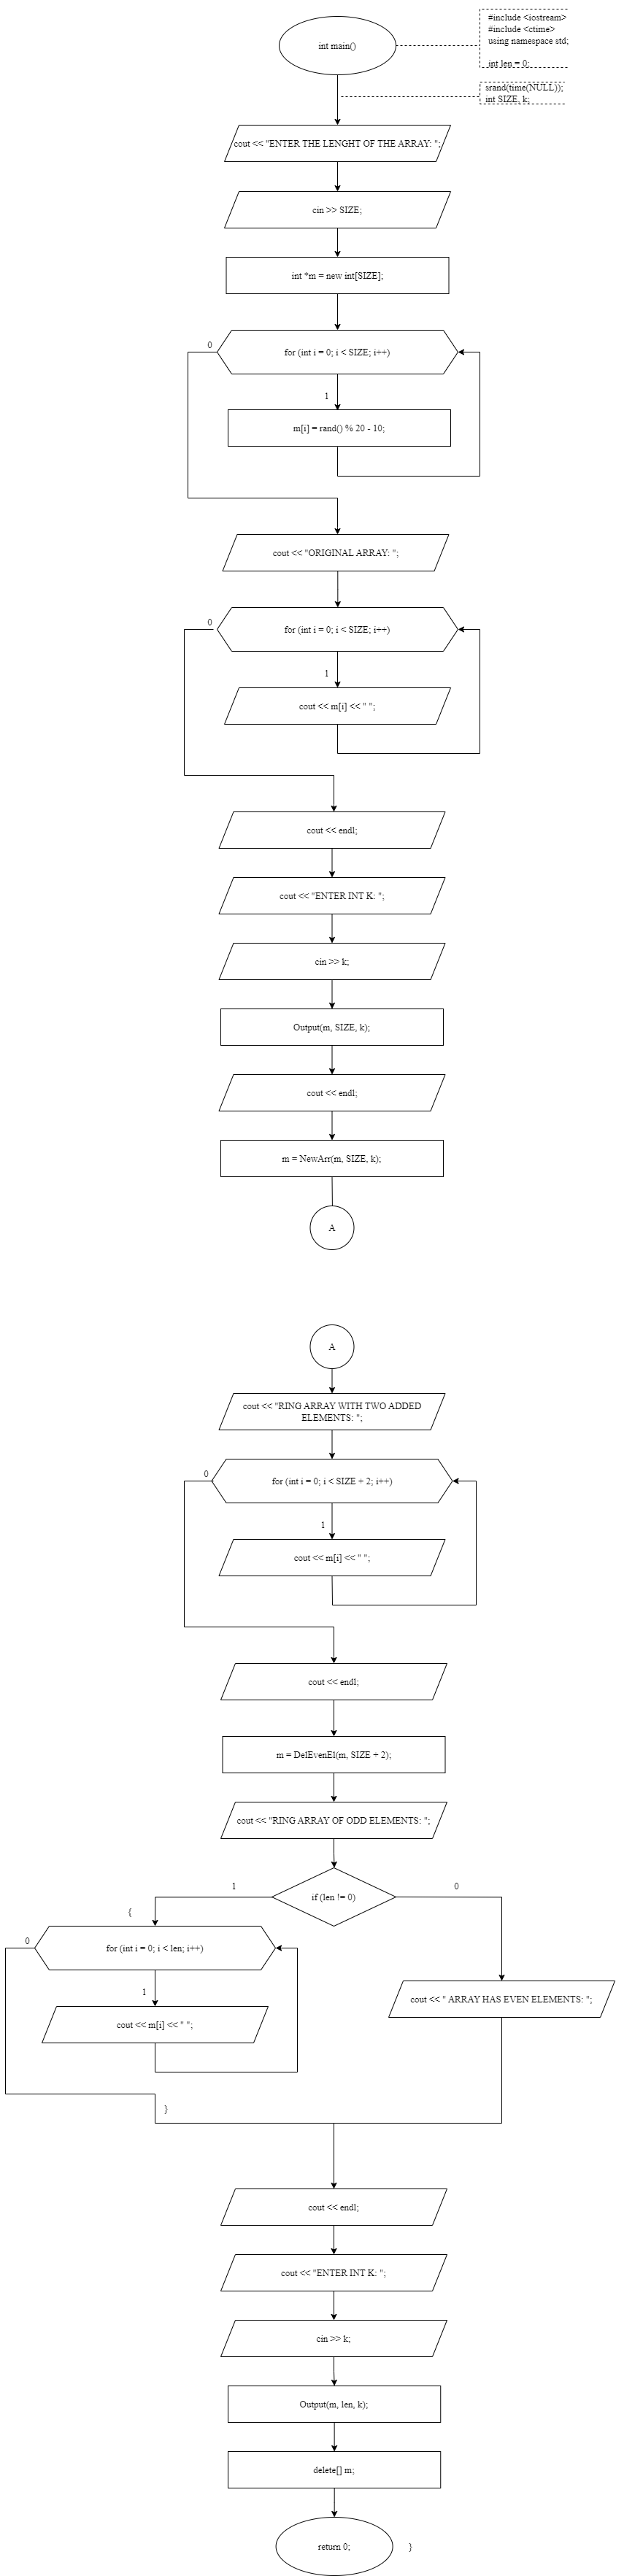 int main()
#include <iostream>
#include <ctime>
using namespace std;
int len = 0;
srand(time(NULL));
int SIZE, k;
cout << "ENTER THE LENGHT OF THE ARRAY: ";
cin >> SIZE;
int *m = new int[SIZE];
0
for (int i = 0; i < SIZE; i++)
1
m[i] = rand() % 20 - 10;
cout << "ORIGINAL ARRAY: ";
0
for (int i = 0; i < SIZE; i++)
1
cout << m[i] << " ";
cout << endl;
cout << "ENTER INT K: ";
cin >> k;
Output(m, SIZE, k);
cout << endl;
m = NewArr(m, SIZE, k);
A
A
cout << "RING ARRAY WITH TWO ADDED
ELEMENTS: ";
0
for (int i = 0; i < SIZE + 2; i++)
1
cout << m[i] << " ";
cout << endl;
m = DelEvenEl(m, SIZE + 2);
cout << "RING ARRAY OF ODD ELEMENTS: ";
1
if (len != 0)
0
{
0
for (int i = 0; i < len; i++)
1
cout << m[i] << " ";
cout << " ARRAY HAS EVEN ELEMENTS: ";
}
cout << endl;
cout << "ENTER INT K: ";
cin >> k;
Output(m, len, k);
delete[] m;
return 0;
}